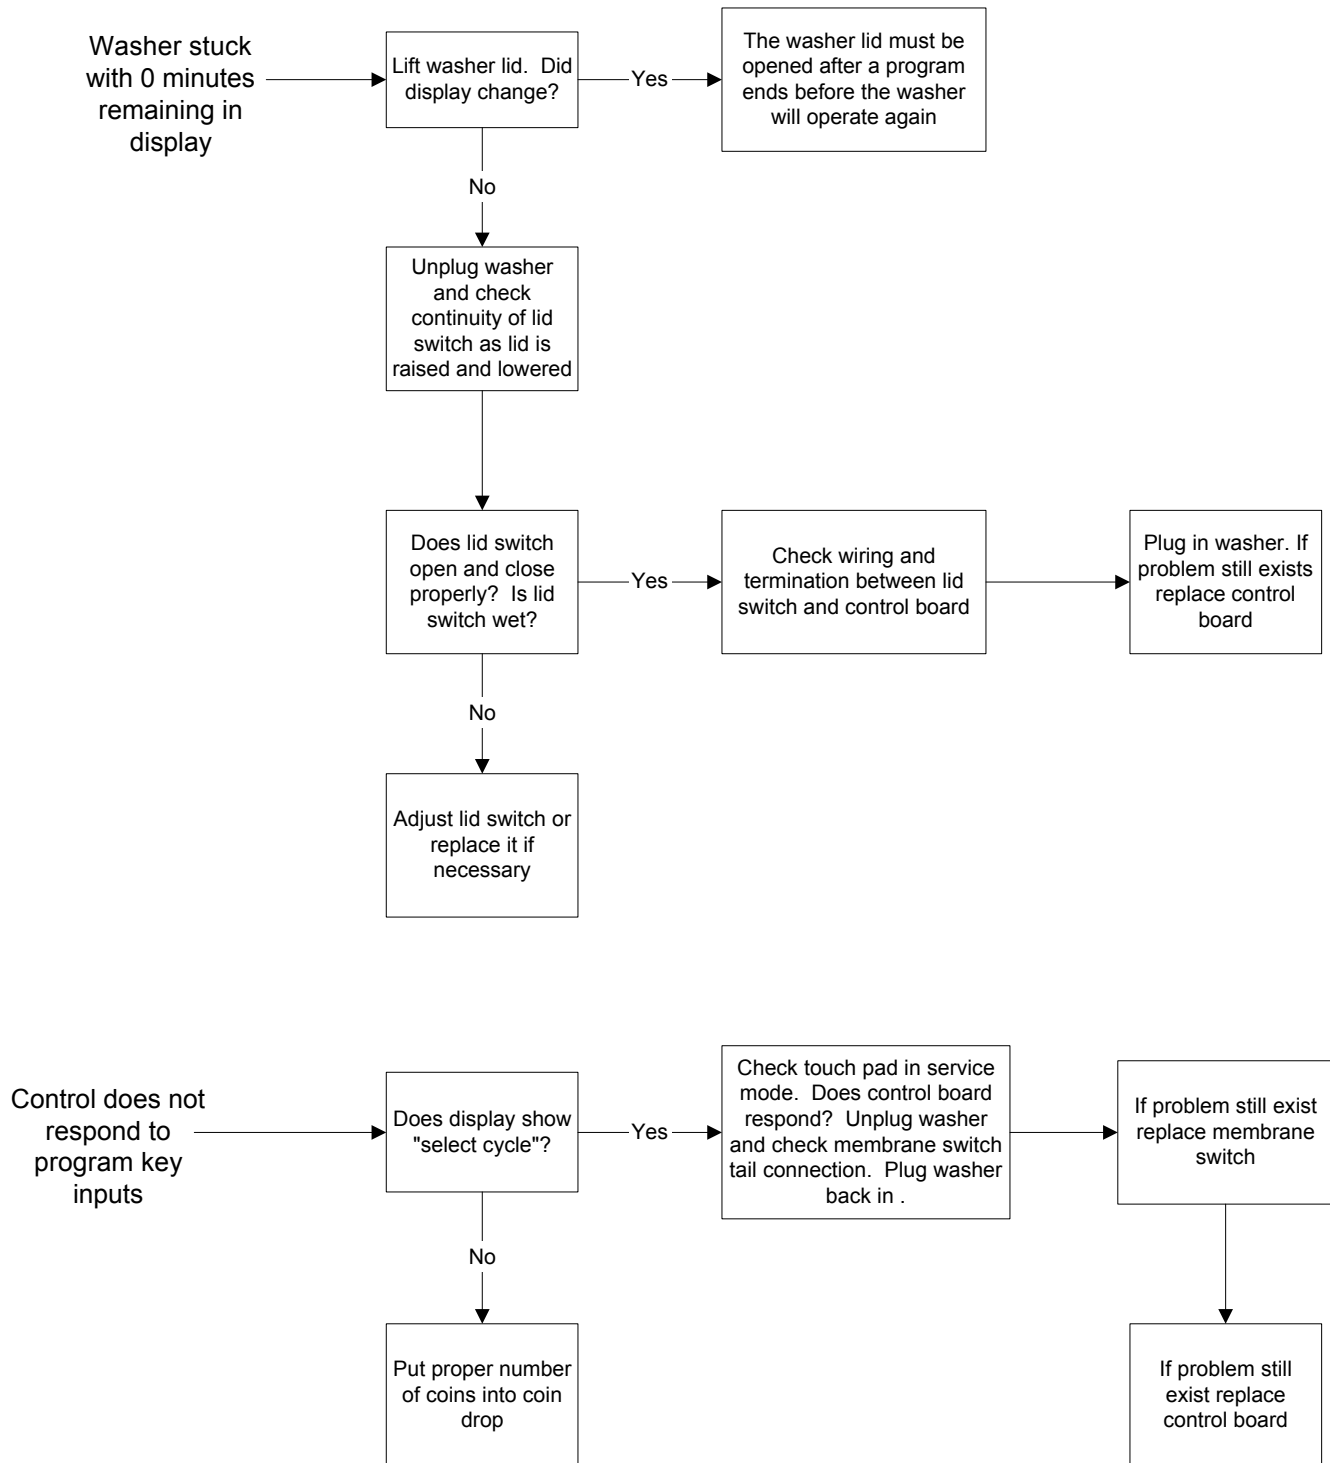 Washer stuck
with 0 minutes
remaining in
display
Lift washer lid.  Did
display change?
Yes
The washer lid must be
opened after a program
ends before the washer
will operate again
No
Unplug washer
and check
continuity of lid
switch as lid is
raised and lowered
Does lid switch
open and close
properly?  Is lid
switch wet?
Yes
Check wiring and
termination between lid
switch and control board
Plug in washer. If
problem still exists
replace control
board
No
Adjust lid switch or
replace it if
necessary
Control does not
respond to
program key
inputs
Does display show
"select cycle"?
Yes
Check touch pad in service
mode.  Does control board
respond?  Unplug washer
and check membrane switch
tail connection.  Plug washer
back in .
If problem still exist
replace membrane
switch
No
Put proper number
of coins into coin
drop
If problem still
exist replace
control board